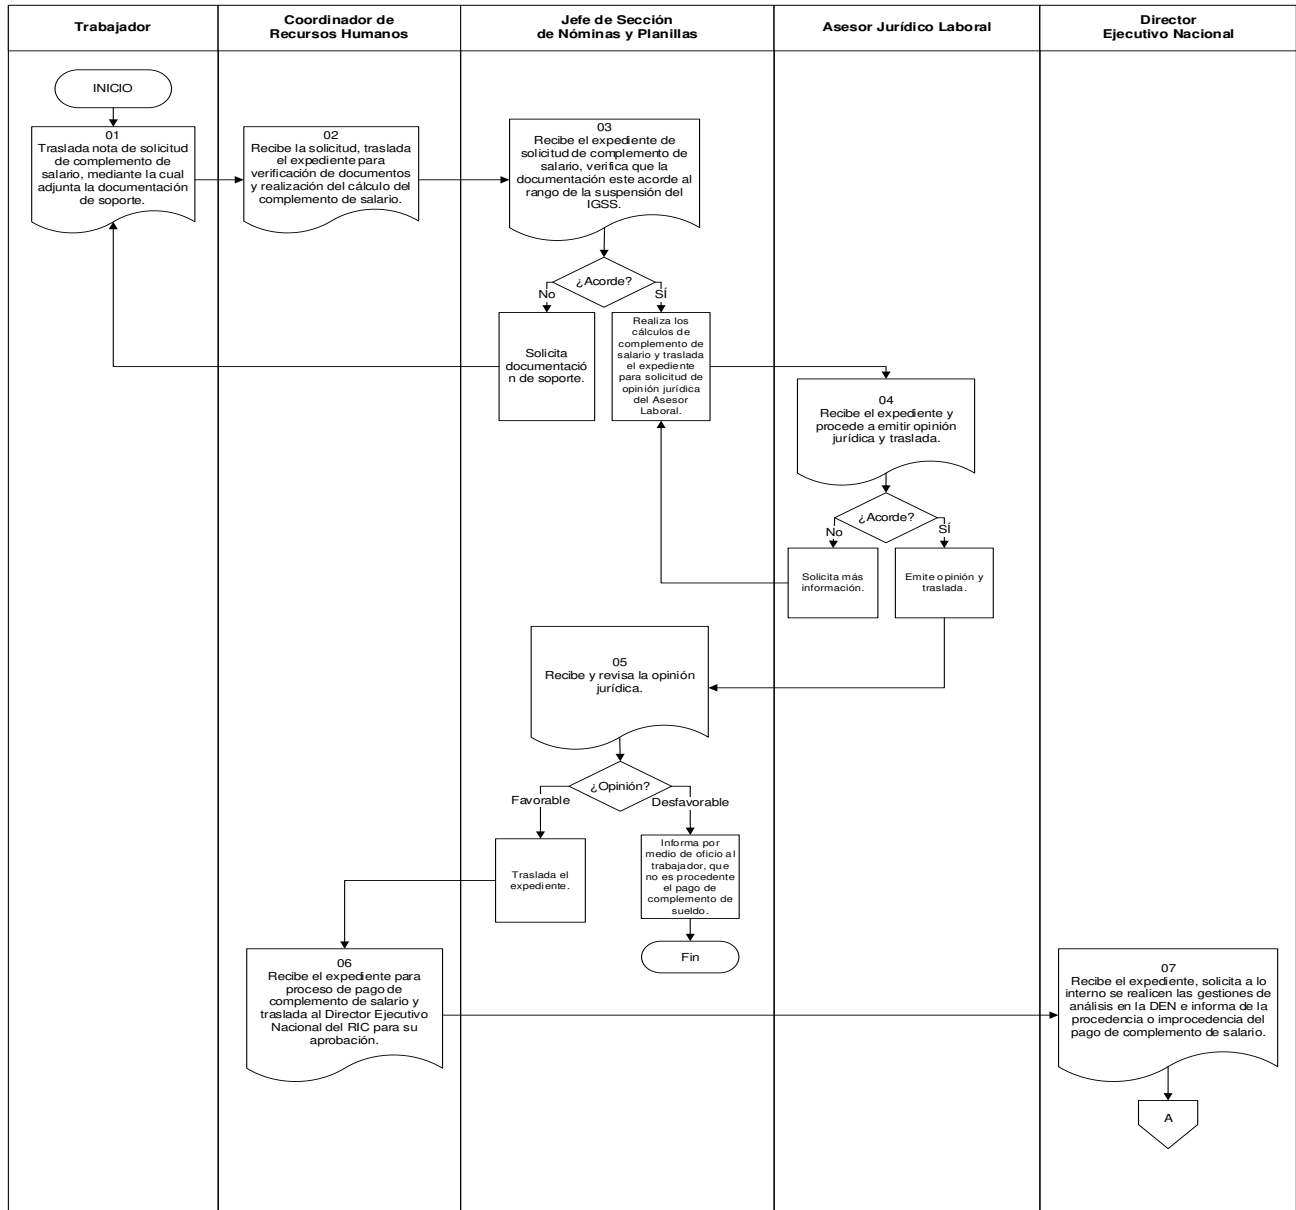 Trabajador
Coordinador de
Recursos Humanos
Jefe de Sección
de Nóminas y Planillas
Asesor Jurídico Laboral
Director
Ejecutivo Nacional
INICIO
01
Traslada nota de solicitud
de complemento de
salario, mediante la cual
adjunta la documentación
de soporte.
02
Recibe la solicitud, traslada
el expediente para
verificación de documentos
y realización del cálculo del
complemento de salario.
03
Recibe el expediente de
solicitud de complemento de
salario, verifica que la
documentación este acorde al
rango de la suspensión del
IGSS.
¿Acorde?
No
SÍ
Solicita
documentació
n de soporte.
Realiza los
cálculos de
complemento de
salario y traslada
el expediente
para solicitud de
opinión jurídica
del Asesor
Laboral.
04
Recibe el expediente y
procede a emitir opinión
jurídica y traslada.
¿Acorde?
No
SÍ
Solicita más
información.
Emite opinión y
traslada.
05
Recibe y revisa la opinión
jurídica.
¿Opinión?
Favorable
Desfavorable
Traslada el
expediente.
Informa por
medio de oficio al
trabajador, que
no es procedente
el pago de
complemento de
sueldo.
Fin
06
Recibe el expediente para
proceso de pago de
complemento de salario y
traslada al Director Ejecutivo
Nacional del RIC para su
aprobación.
07
Recibe el expediente, solicita a lo
interno se realicen las gestiones de
análisis en la DEN e informa de la
procedencia o improcedencia del
pago de complemento de salario.
A